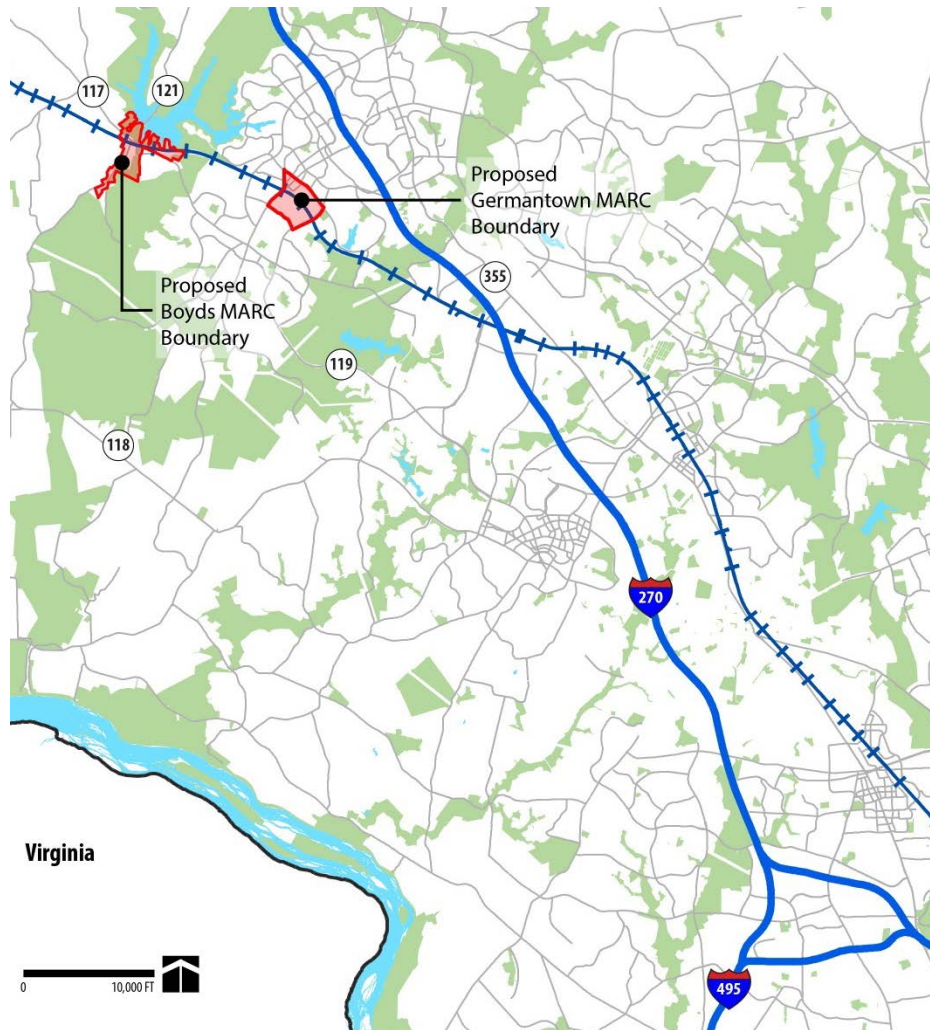 117
121
Proposed
Germantown MARC
Boundary
355
Proposed
Boyds MARC
Boundary
119
118
270
Virginia
0
10,000 FT
495